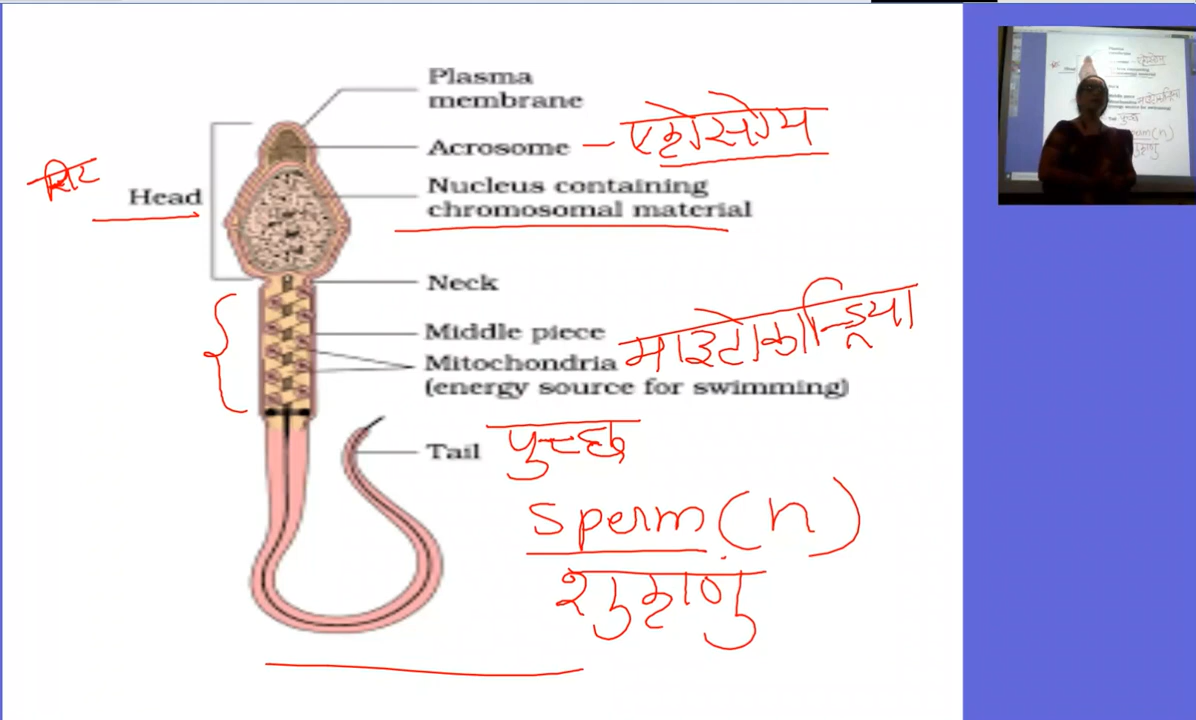 Plasma
membrane
Acrosome – एक्रोसोम
Nucleus containing
chromosomal material
सिर
Head
Neck
Middle piece
Mitochondria माइटोकान्ड्रिया
(energy source for swimming)
Tail पुच्छ
sperm (n)
शुक्राणु